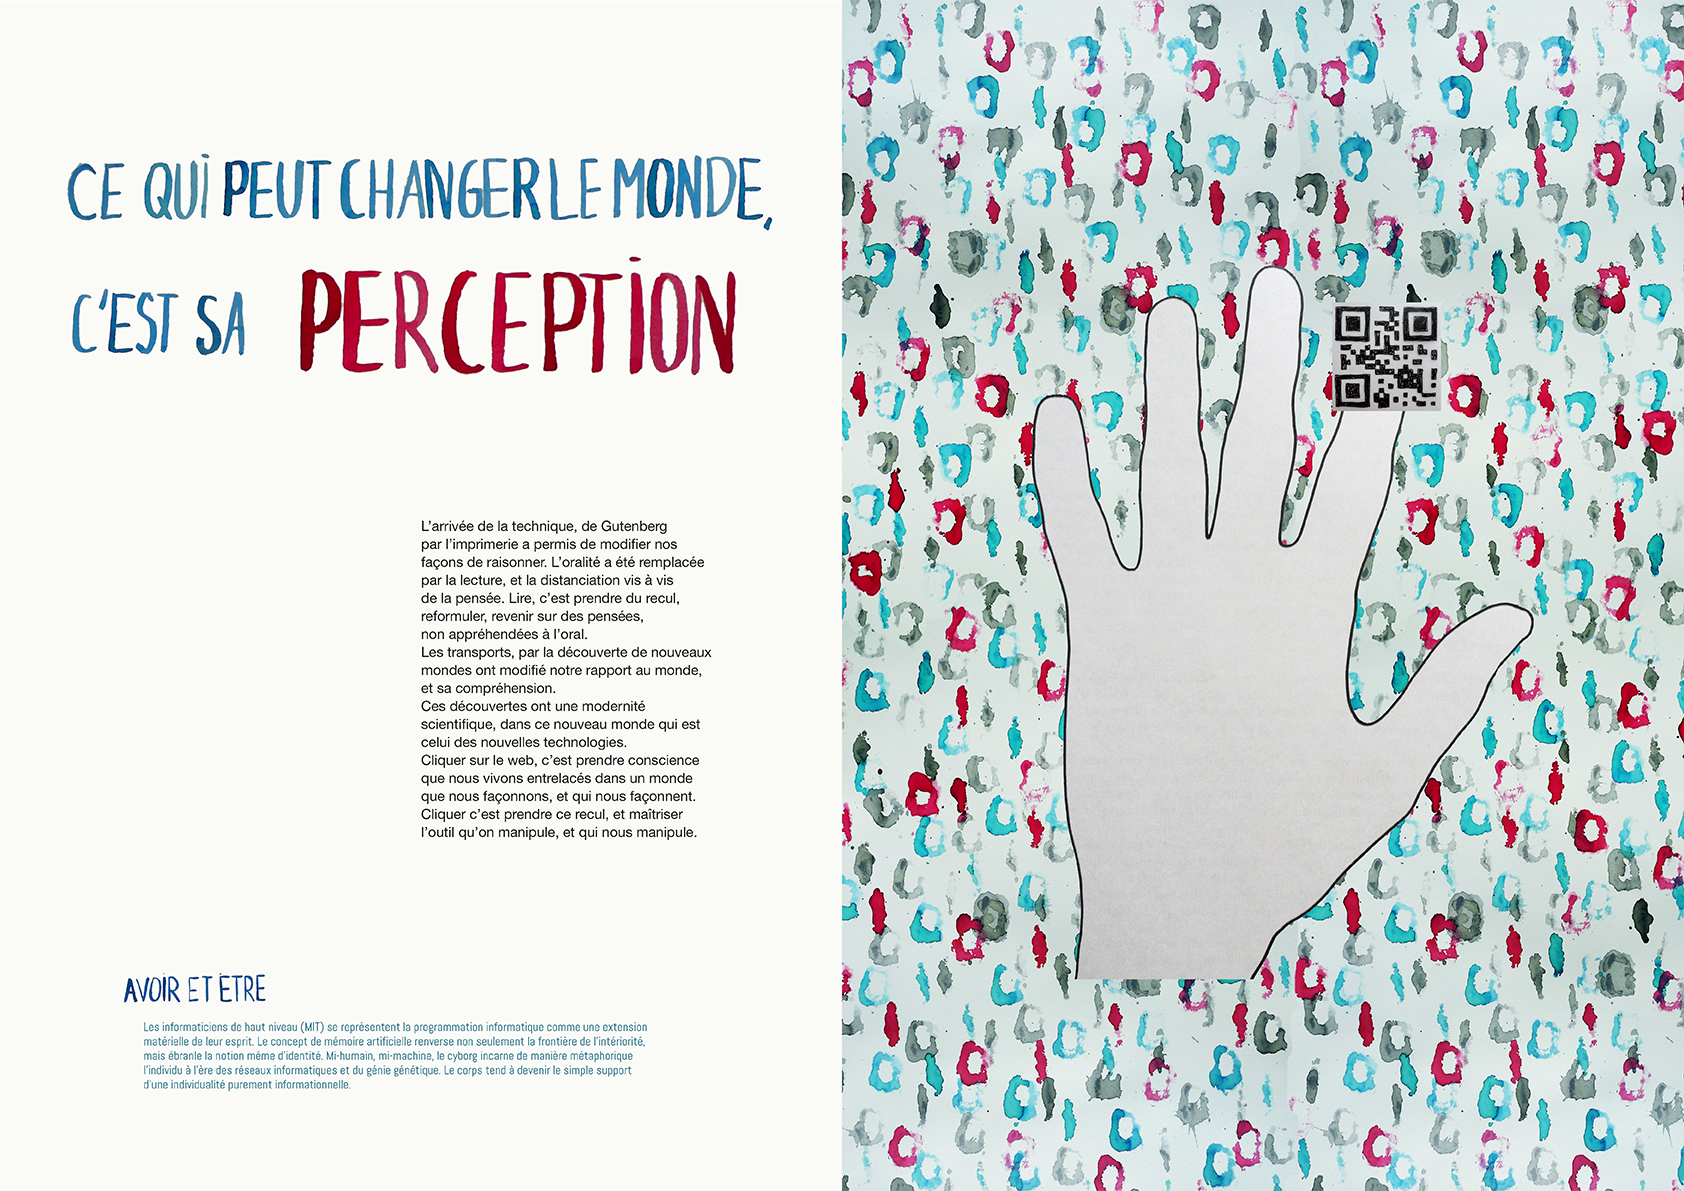 CE QUI PEUT CHANGER LE MONDE,
C'EST SA PERCEPTION
L'arrivée de la technique, de Gutenberg
par l'imprimerie a permis de modifier nos
façons de raisonner. L'oralité a été remplacée
par la lecture, et la distanciation vis à vis
de la pensée. Lire, c'est prendre du recul,
reformuler, revenir sur des pensées,
non appréhendées à l'oral.
Les transports, par la découverte de nouveaux
mondes ont modifié notre rapport au monde,
et sa compréhension.
Ces découvertes ont une modernité
scientifique, dans ce nouveau monde qui est
celui des nouvelles technologies.
Cliquer sur le web, c'est prendre conscience
que nous vivons entrelacés dans un monde
que nous façonnons, et qui nous façonnent.
Cliquer c'est prendre ce recul, et maîtriser
l'outil qu'on manipule, et qui nous manipule.
AVOIR ET ÊTRE
Les informaticiens de haut niveau (MIT) se représentent la programmation informatique comme une extension
matérielle de leur esprit. Le concept de mémoire artificielle renverse non seulement la frontière de l'intériorité,
mais ébranle la notion même d'identité. Mi-humain, mi-machine, le cyborg incarne de manière métaphorique
l'individu à l'ère des réseaux informatiques et du génie génétique. Le corps tend à devenir le simple support
d'une individualité purement informationnelle.